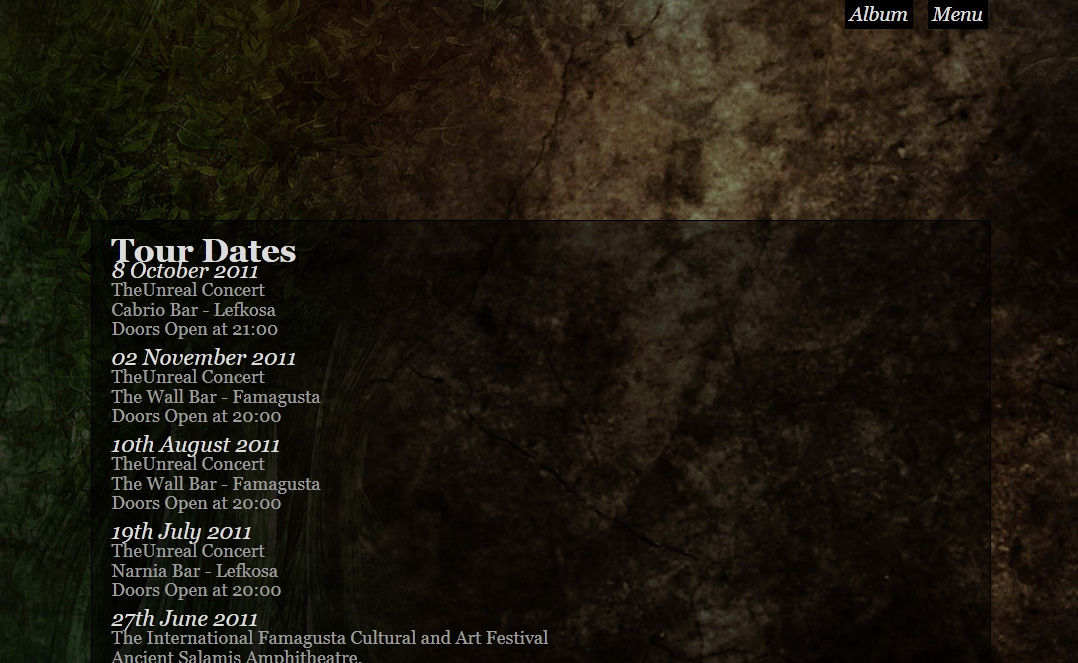 Album Menu
Tour Dates
8 October 2011
TheUnreal Concert
Cabrio Bar - Lefkosa
Doors Open at 21:00
02 November 2011
TheUnreal Concert
The Wall Bar - Famagusta
Doors Open at 20:00
10th August 2011
TheUnreal Concert
The Wall Bar - Famagusta
Doors Open at 20:00
19th July 2011
TheUnreal Concert
Narnia Bar - Lefkosa
Doors Open at 20:00
27th June 2011
The International Famagusta Cultural and Art Festival
Ancient Salamis Amphitheatre.